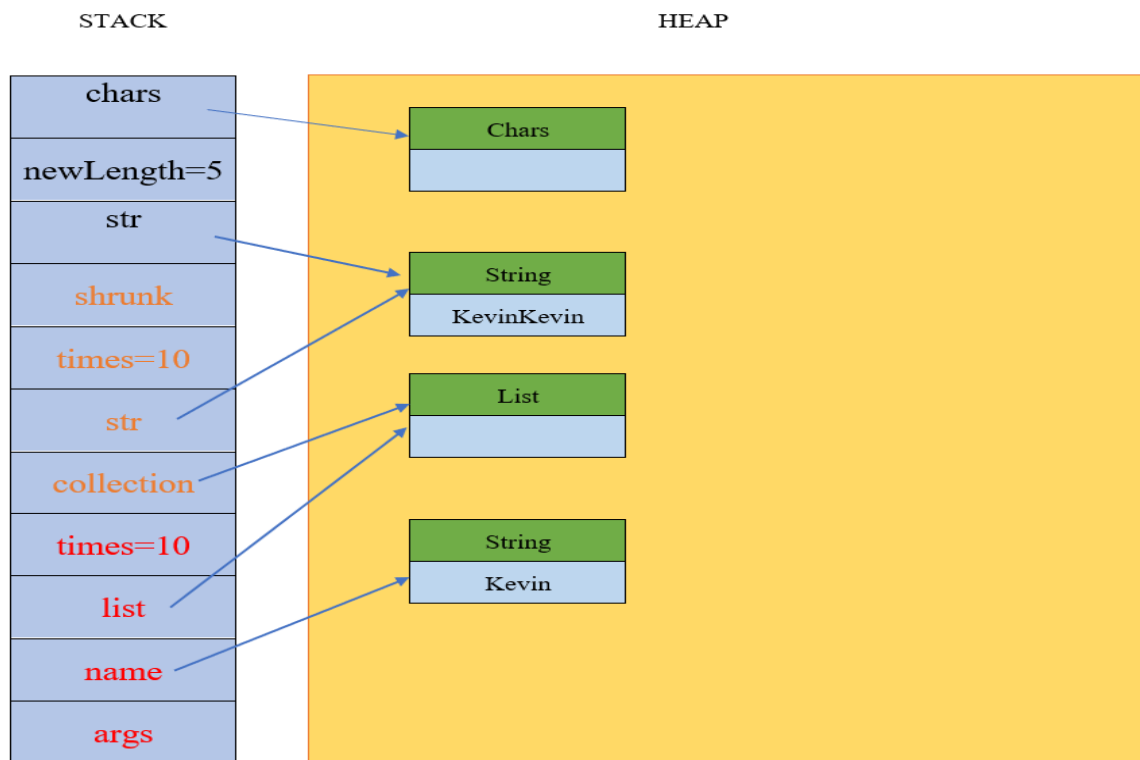 STACK
HEAP
chars
newLength=5
str
shrunk
times=10
str
collection
times=10
list
name
args
Chars
String
KevinKevin
List
String
Kevin